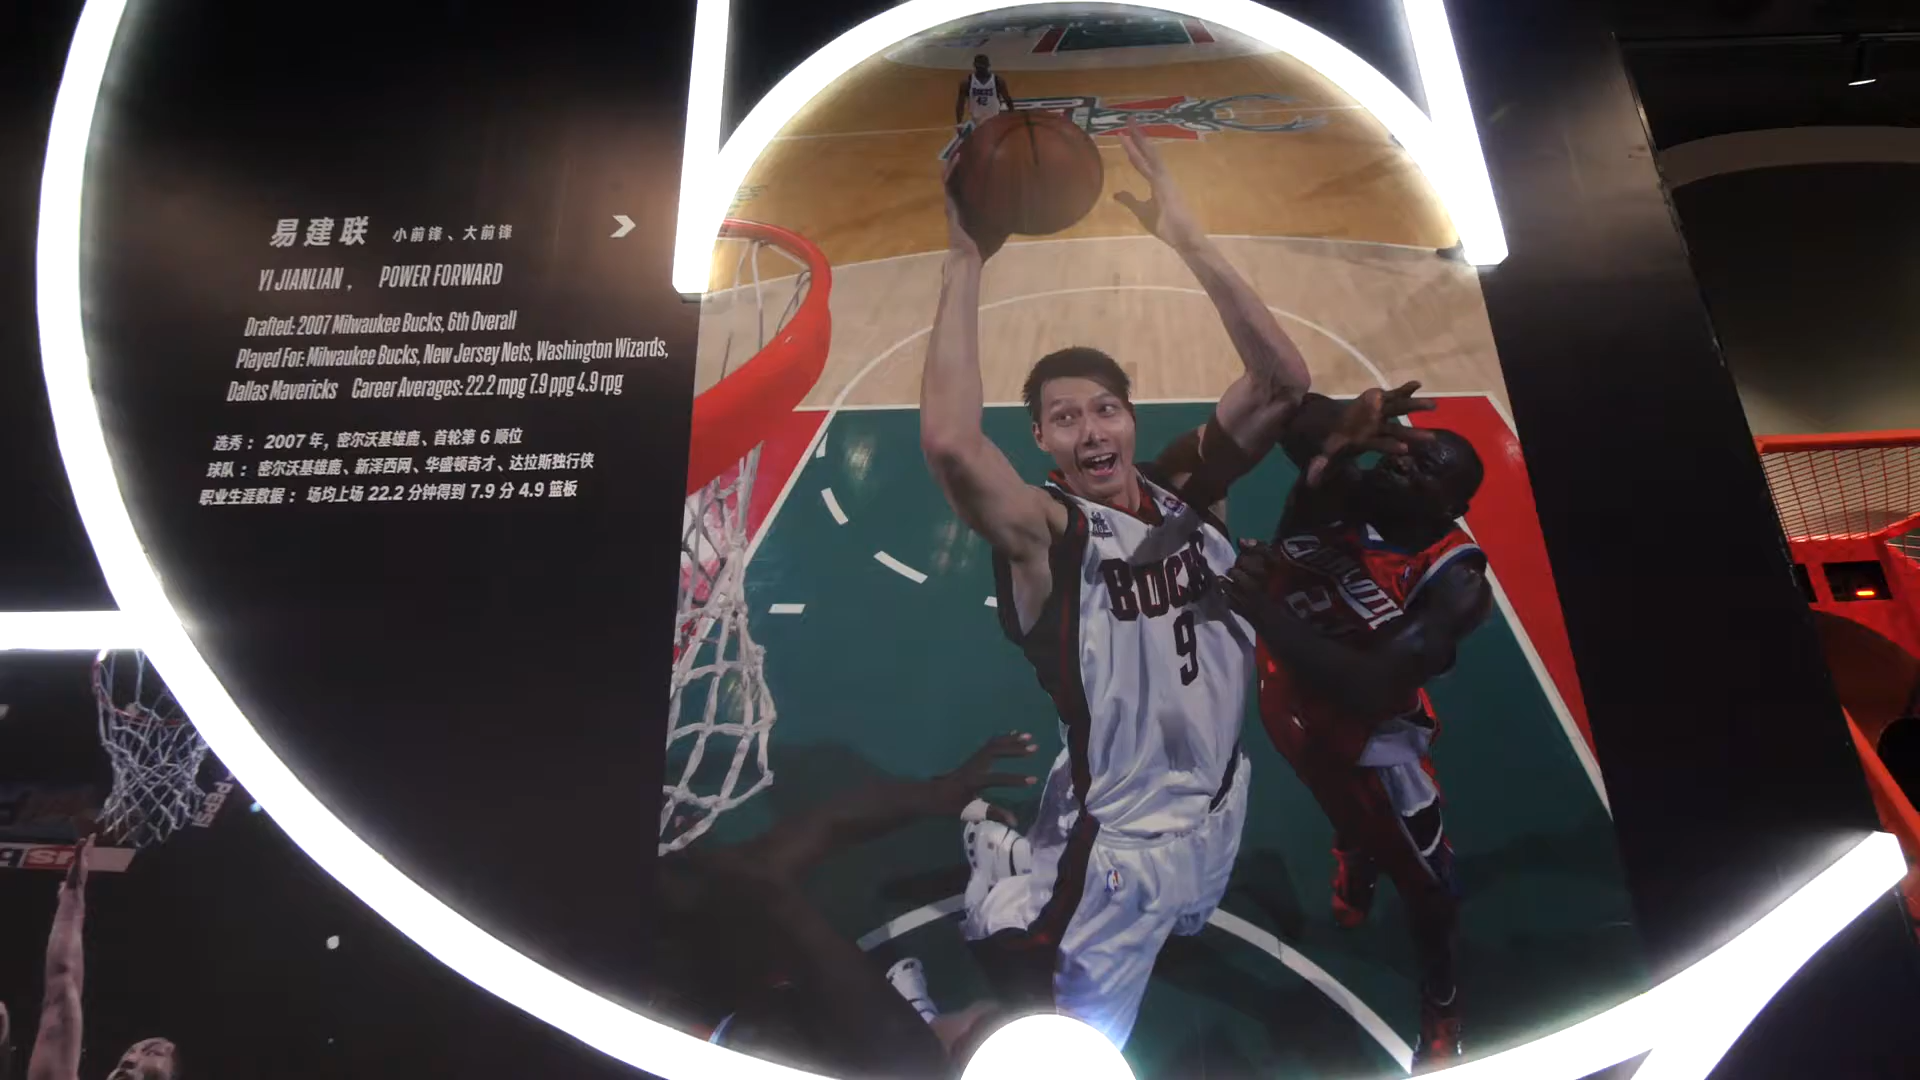 易建联 小前锋、大前锋
YI JIANLIAN, POWER FORWARD
Drafted: 2007 Milwaukee Bucks, 6th Overall
Played For: Milwaukee Bucks, New Jersey Nets, Washington Wizards,
Dallas Mavericks Career Averages: 22.2 mpg 7.9 ppg 4.9 rpg
选秀：2007 年，密尔沃基雄鹿、首轮第 6 顺位
球队：密尔沃基雄鹿、新泽西网、华盛顿奇才、达拉斯独行侠
职业生涯数据：场均上场 22.2 分钟得到 7.9 分 4.9 篮板
BUCKS
42
BUCKS
9
CHARLOTTE
2
PEPSI